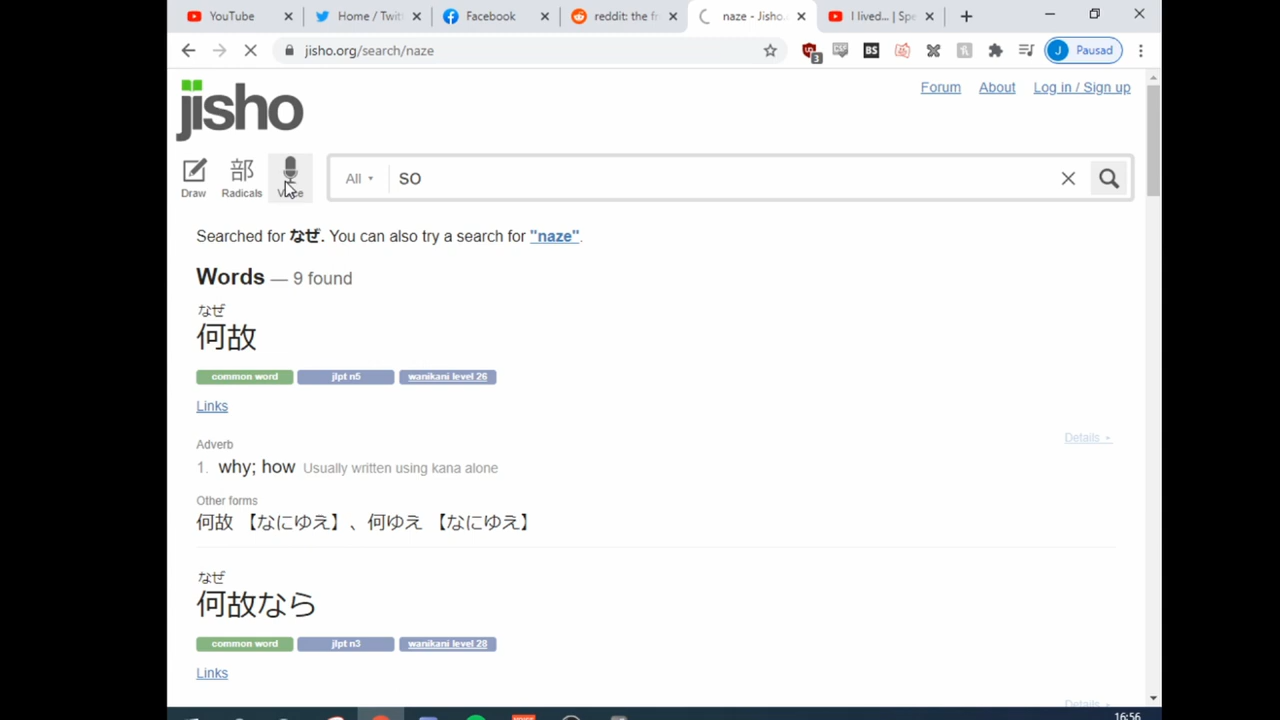 YouTube
Home / Twit
Facebook
reddit: the fr
naze - Jisho.
I lived... | Spe
jisho.org/search/naze
3
BS
J Pausad
jisho
Forum About Log in / Sign up
Draw
部 Radicals
Voice
All
so
Searched for なぜ. You can also try a search for "naze".
Words — 9 found
なぜ
何故
common word jlpt n5 wanikani level 26
Links
Adverb
Details
1. why; how Usually written using kana alone
Other forms
何故 【なにゆえ】、何ゆえ 【なにゆえ】
なぜ
何故なら
common word jlpt n3 wanikani level 28
Links
Details
16:56